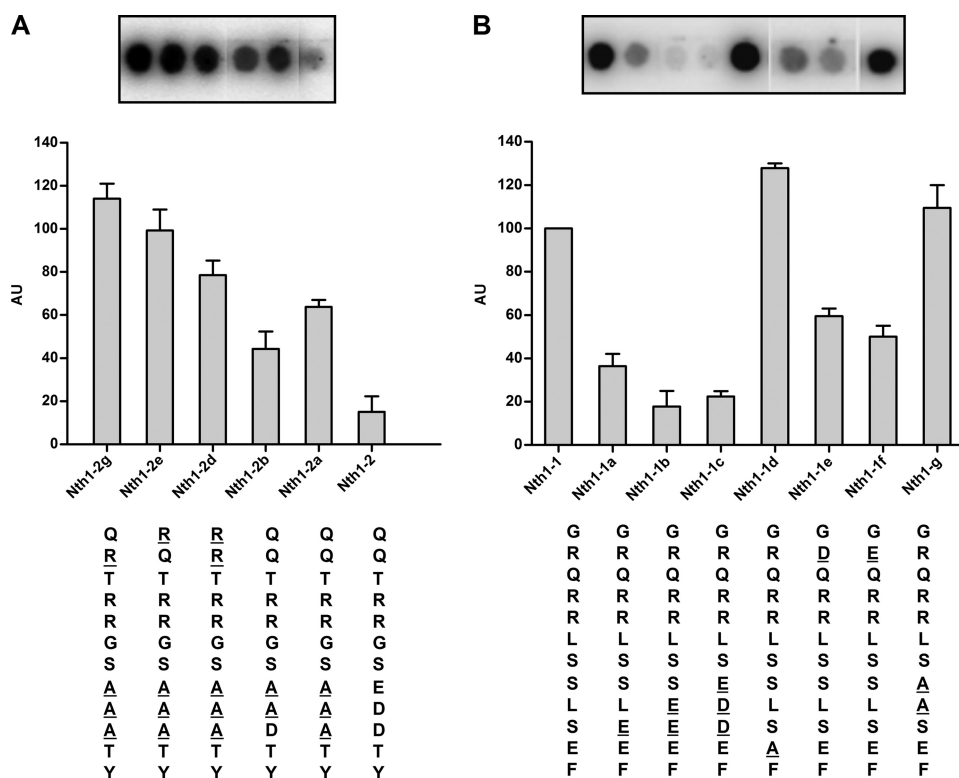 A
140
120
100
80
60
40
20
0
AU
Nth1-2g Nth1-2e Nth1-2d Nth1-2b Nth1-2a Nth1-2
Q R R Q Q Q
R Q R Q Q Q
T T T T T T
R R R R R R
R R R R R R
G G G G G G
S S S S S S
A A A A A E
A A A A A D
A A A D A D
T T T T T T
Y Y Y Y Y Y
B
140
120
100
80
60
40
20
0
AU
Nth1-1 Nth1-1a Nth1-1b Nth1-1c Nth1-1d Nth1-1e Nth1-1f Nth1-g
G G G G G G G G
R R R R R D E R
Q Q Q Q Q Q Q Q
R R R R R R R R
R R R R R R R R
L L L L L L L L
S S S S S S S S
S S S E S S S A
L L E D L L L A
S E E D S S S S
E E E E A E E E
F F F F F F F F